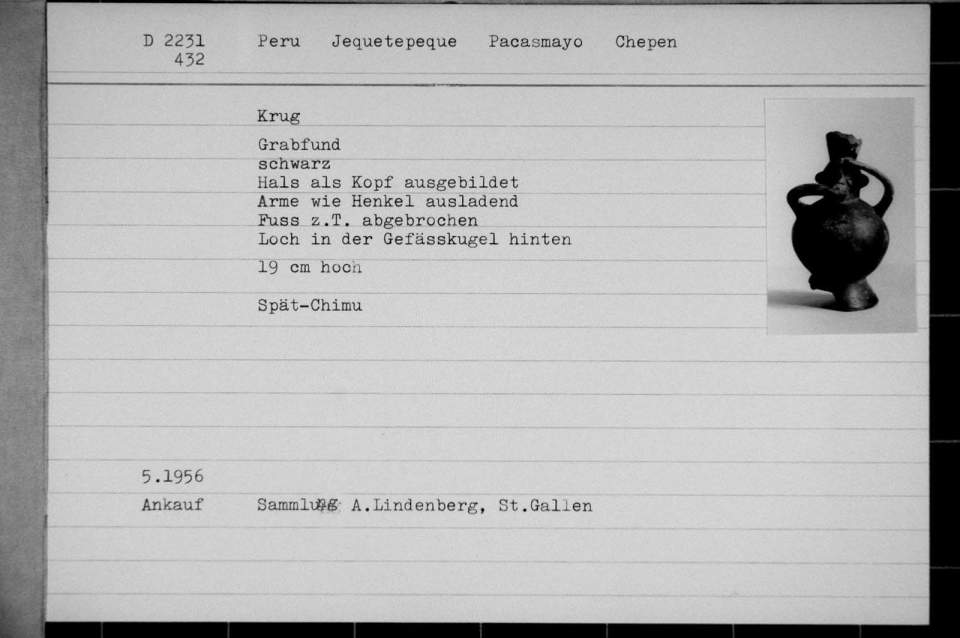 D 2231 Peru Jequetepeque Pacasmayo Chepen
432
Krug
Grabfund
schwarz
Hals als Kopf ausgebildet
Arme wie Henkel ausladend
Fuss z.T. abgebrochen
Loch in der Gefässkugel hinten
19 cm hoch
Spät-Chimu
5.1956
Ankauf Sammlung A.Lindenberg, St.Gallen